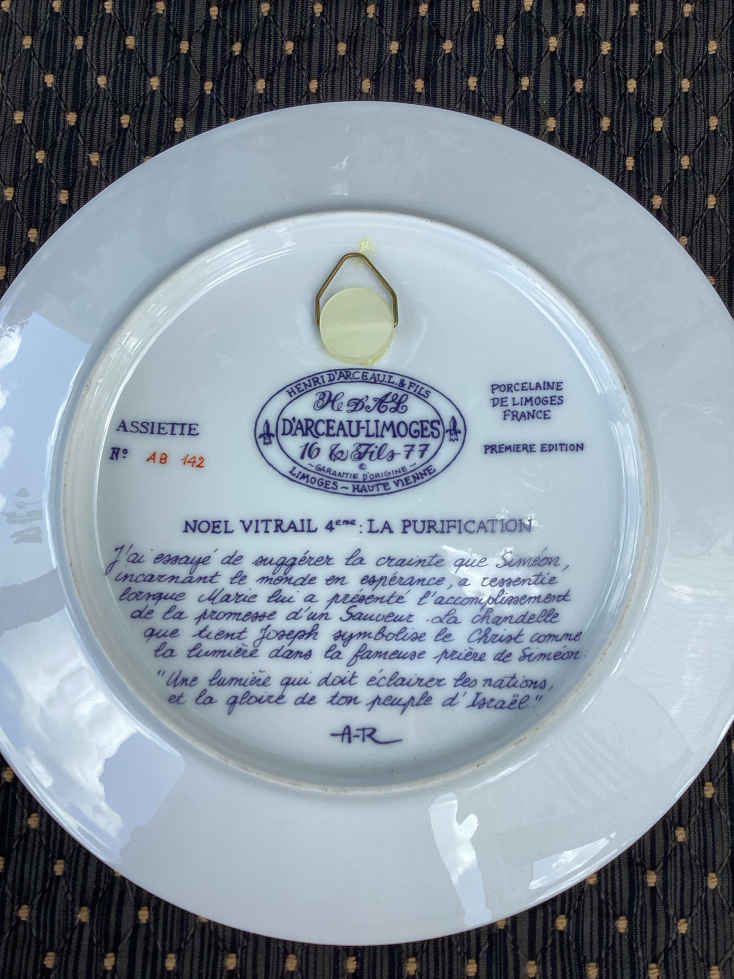 HENRI D'ARCEAU.L.&FILS
H D'A&L
D'ARCEAU-LIMOGES
16 & Fils-77
©
~GARANTIE D'ORIGINE~
LIMOGES ~ HAUTE VIENNE
PORCELAINE
DE LIMOGES
FRANCE
ASSIETTE
Nº AB 142
PREMIERE EDITION
NOEL VITRAIL 4eme: LA PURIFICATION
J'ai essayé de suggérer la crainte que Siméon,
incarnant le monde en espérance, a ressentie
lorsque Marie lui a présenté l'accomplissement
de la promesse d'un Sauveur. La chandelle
que tient Joseph symbolise le Christ comme
la lumière dans la fameuse prière de Siméon:
"Une lumière qui doit éclairer les nations,
et la gloire de ton peuple d'Israël."
A-R